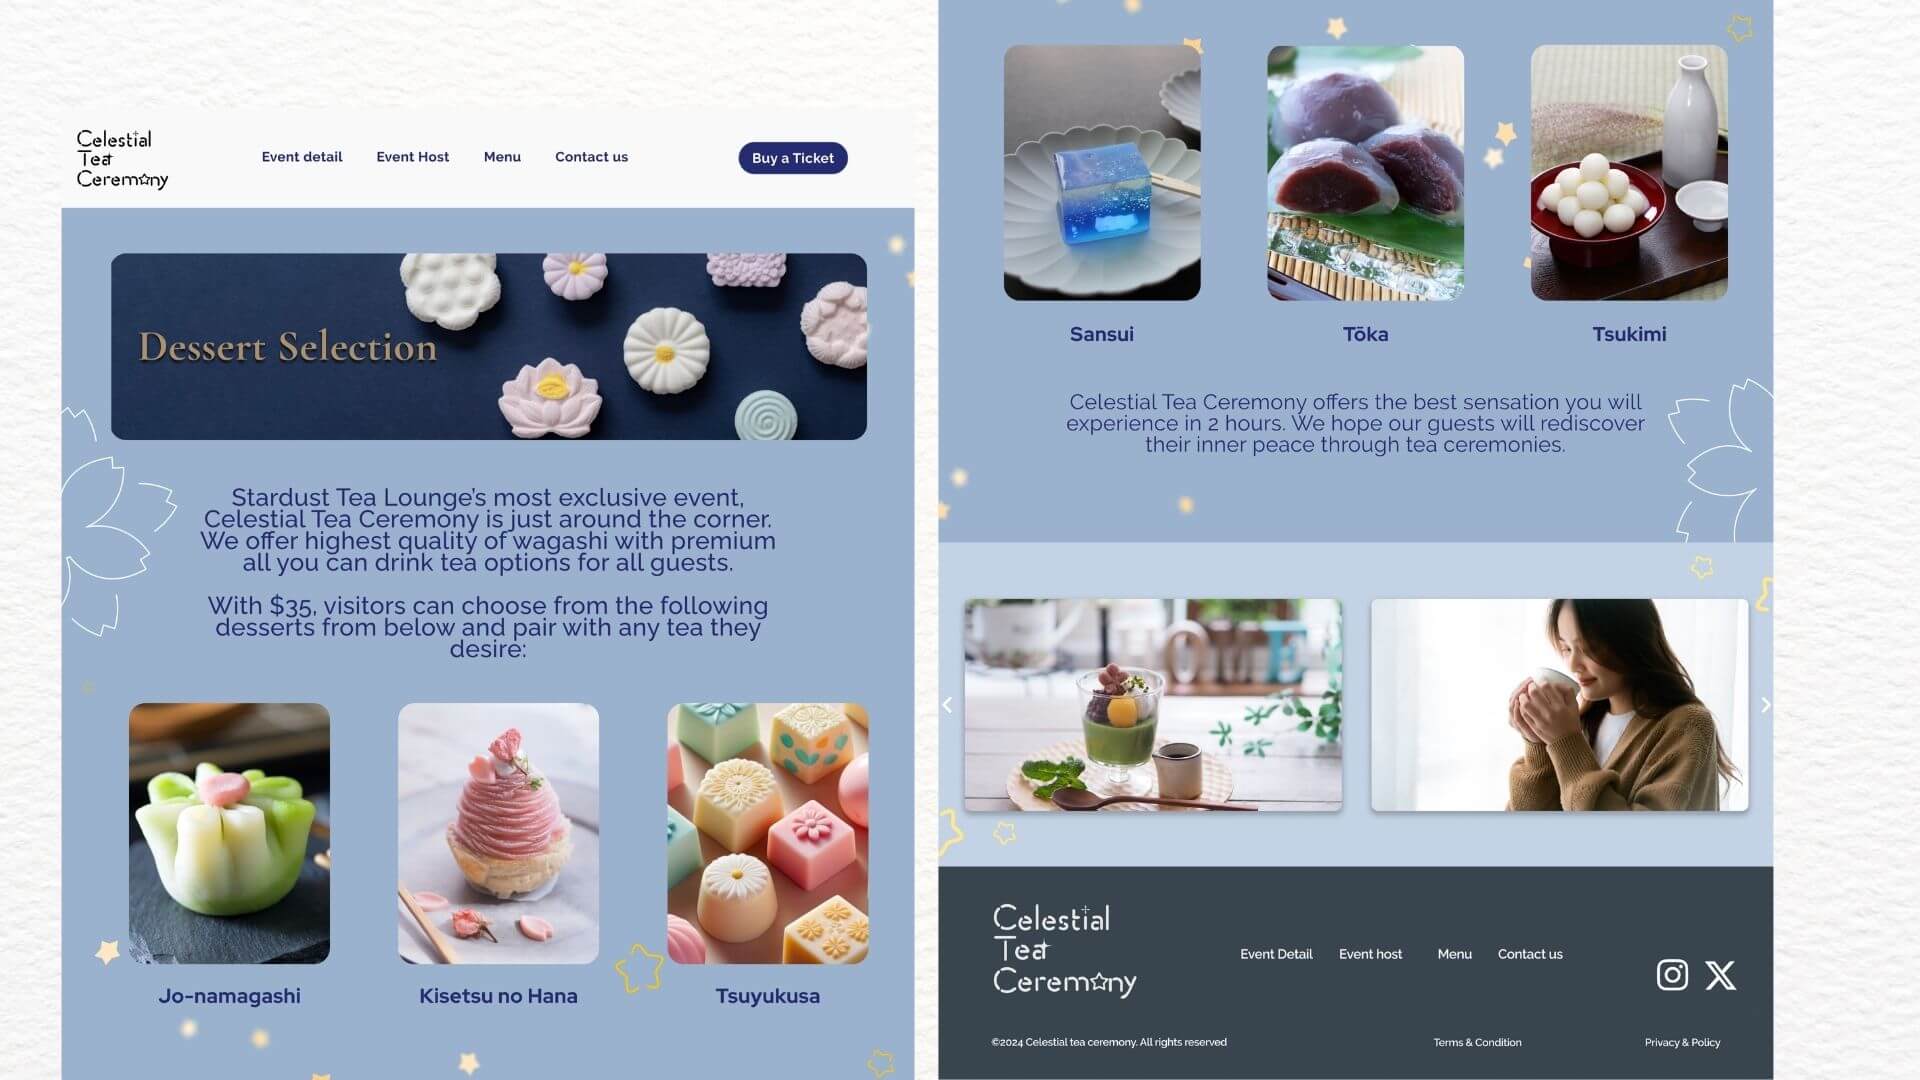 Celestial
Tea
Ceremony
Event detail
Event Host
Menu
Contact us
Buy a Ticket
Dessert Selection
Stardust Tea Lounge's most exclusive event,
Celestial Tea Ceremony is just around the corner.
We offer highest quality of wagashi with premium
all you can drink tea options for all guests.
With $35, visitors can choose from the following
desserts from below and pair with any tea they
desire:
Jo-namagashi
Kisetsu no Hana
Tsuyukusa
Sansui
Tōka
Tsukimi
Celestial Tea Ceremony offers the best sensation you will
experience in 2 hours. We hope our guests will rediscover
their inner peace through tea ceremonies.
HOME
Celestial
Tea
Ceremony
Event Detail
Event host
Menu
Contact us
©2024 Celestial tea ceremony. All rights reserved
Terms & Condition
Privacy & Policy